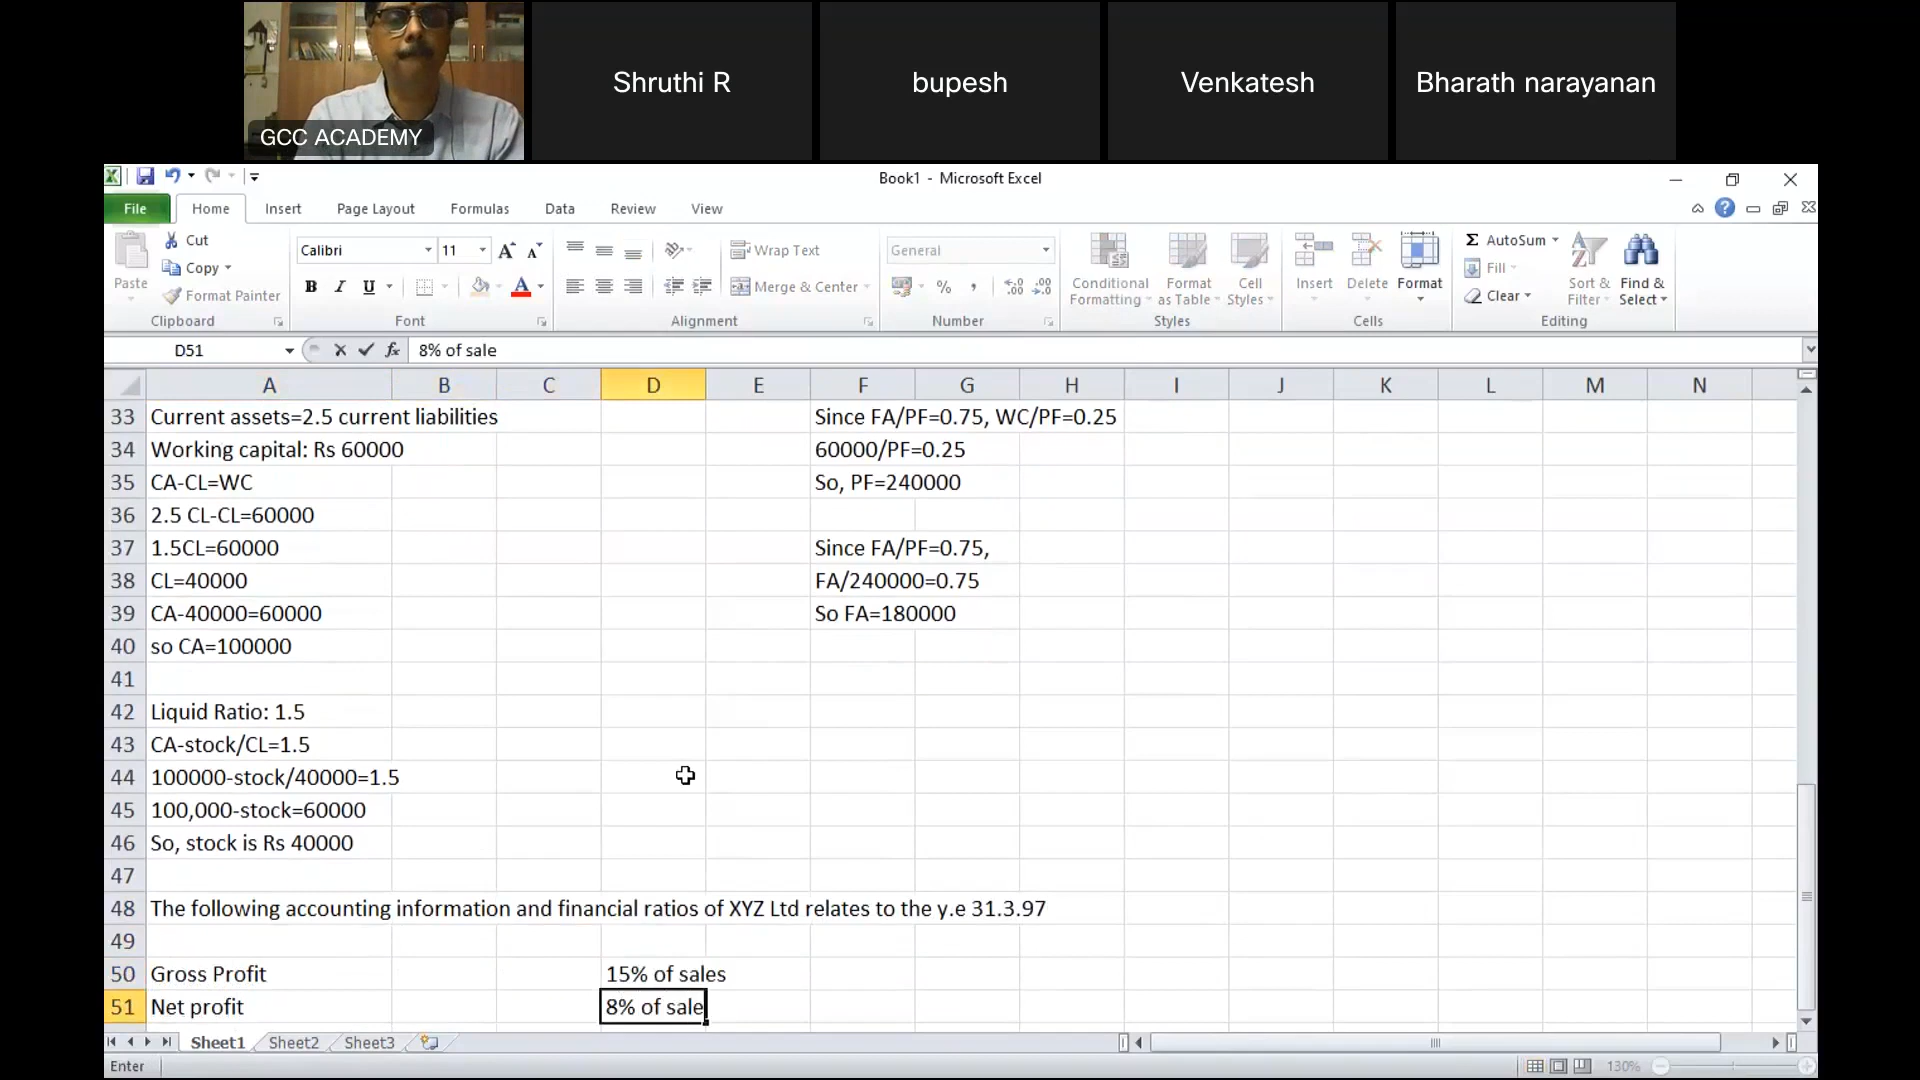 Shruthi R
bupesh
Venkatesh
Bharath narayanan
GCC ACADEMY
Book1 - Microsoft Excel
File Home Insert Page Layout Formulas Data Review View
Cut
Copy
Format Painter
Paste
Clipboard
Calibri 11
B I U
Font
Wrap Text
Merge & Center
Alignment
General
% ,
Number
Conditional Formatting
Format as Table
Cell Styles
Styles
Insert
Delete
Format
Cells
AutoSum
Fill
Clear
Sort & Filter
Find & Select
Editing
D51 fx 8% of sale
A B C D E F G H I J K L M N
33 Current assets=2.5 current liabilities Since FA/PF=0.75, WC/PF=0.25
34 Working capital: Rs 60000 60000/PF=0.25
35 CA-CL=WC So, PF=240000
36 2.5 CL-CL=60000
37 1.5CL=60000 Since FA/PF=0.75,
38 CL=40000 FA/240000=0.75
39 CA-40000=60000 So FA=180000
40 so CA=100000
41
42 Liquid Ratio: 1.5
43 CA-stock/CL=1.5
44 100000-stock/40000=1.5
45 100,000-stock=60000
46 So, stock is Rs 40000
47
48 The following accounting information and financial ratios of XYZ Ltd relates to the y.e 31.3.97
49
50 Gross Profit 15% of sales
51 Net profit 8% of sale
Sheet1 Sheet2 Sheet3
Enter 130%